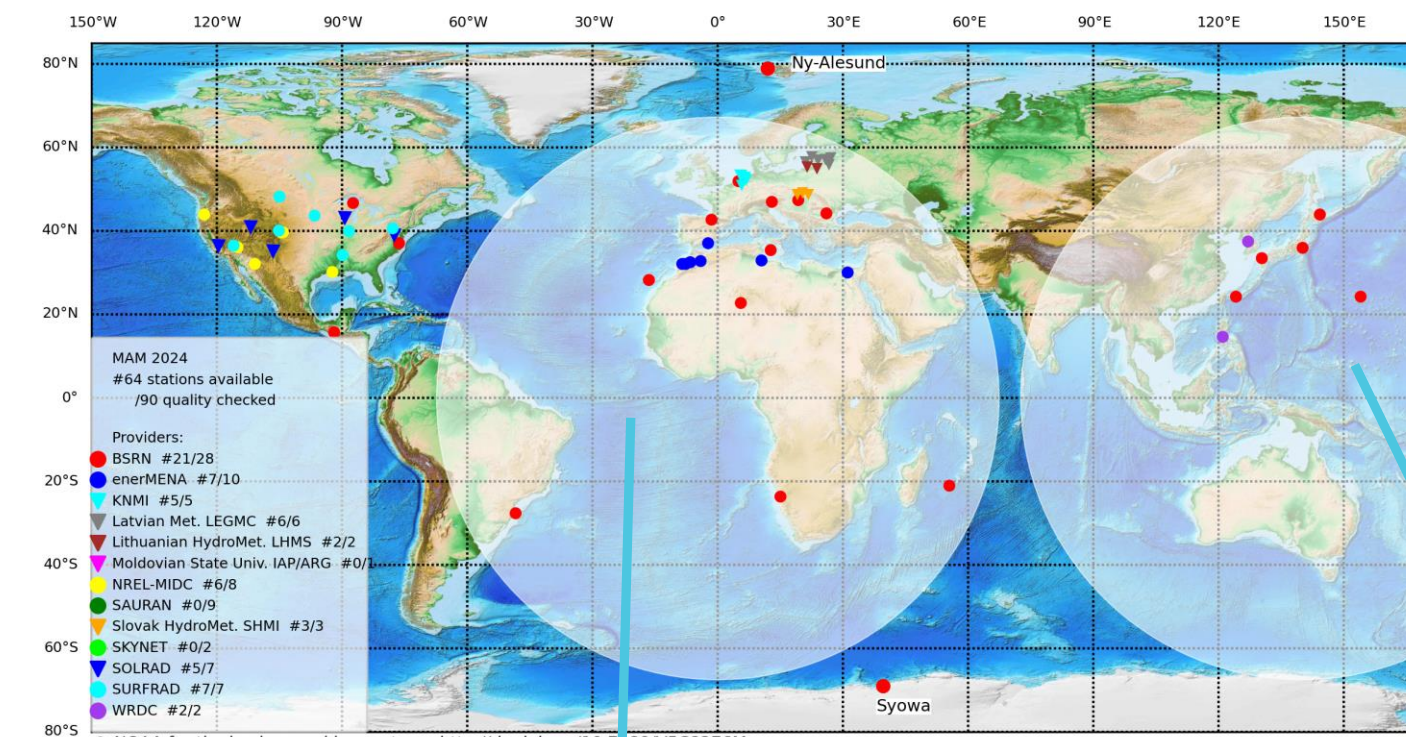 150°W 120°W 90°W 60°W 30°W 0° 30°E 60°E 90°E 120°E 150°E
80°N
Ny-Alesund
60°N
40°N
20°N
MAM 2024
#64 stations available
/90 quality checked
0°
Providers:
BSRN #21/28
20°S
enerMENA #7/10
KNMI #5/5
Latvian Met. LEGMC #6/6
Lithuanian HydroMet. LHMS #2/2
40°S
Moldovian State Univ. IAP/ARG #0/1
NREL-MIDC #6/8
SAURAN #0/9
Slovak HydroMet. SHMI #3/3
60°S
SKYNET #0/2
SOLRAD #5/7
SURFRAD #7/7
Syowa
WRDC #2/2
80°S